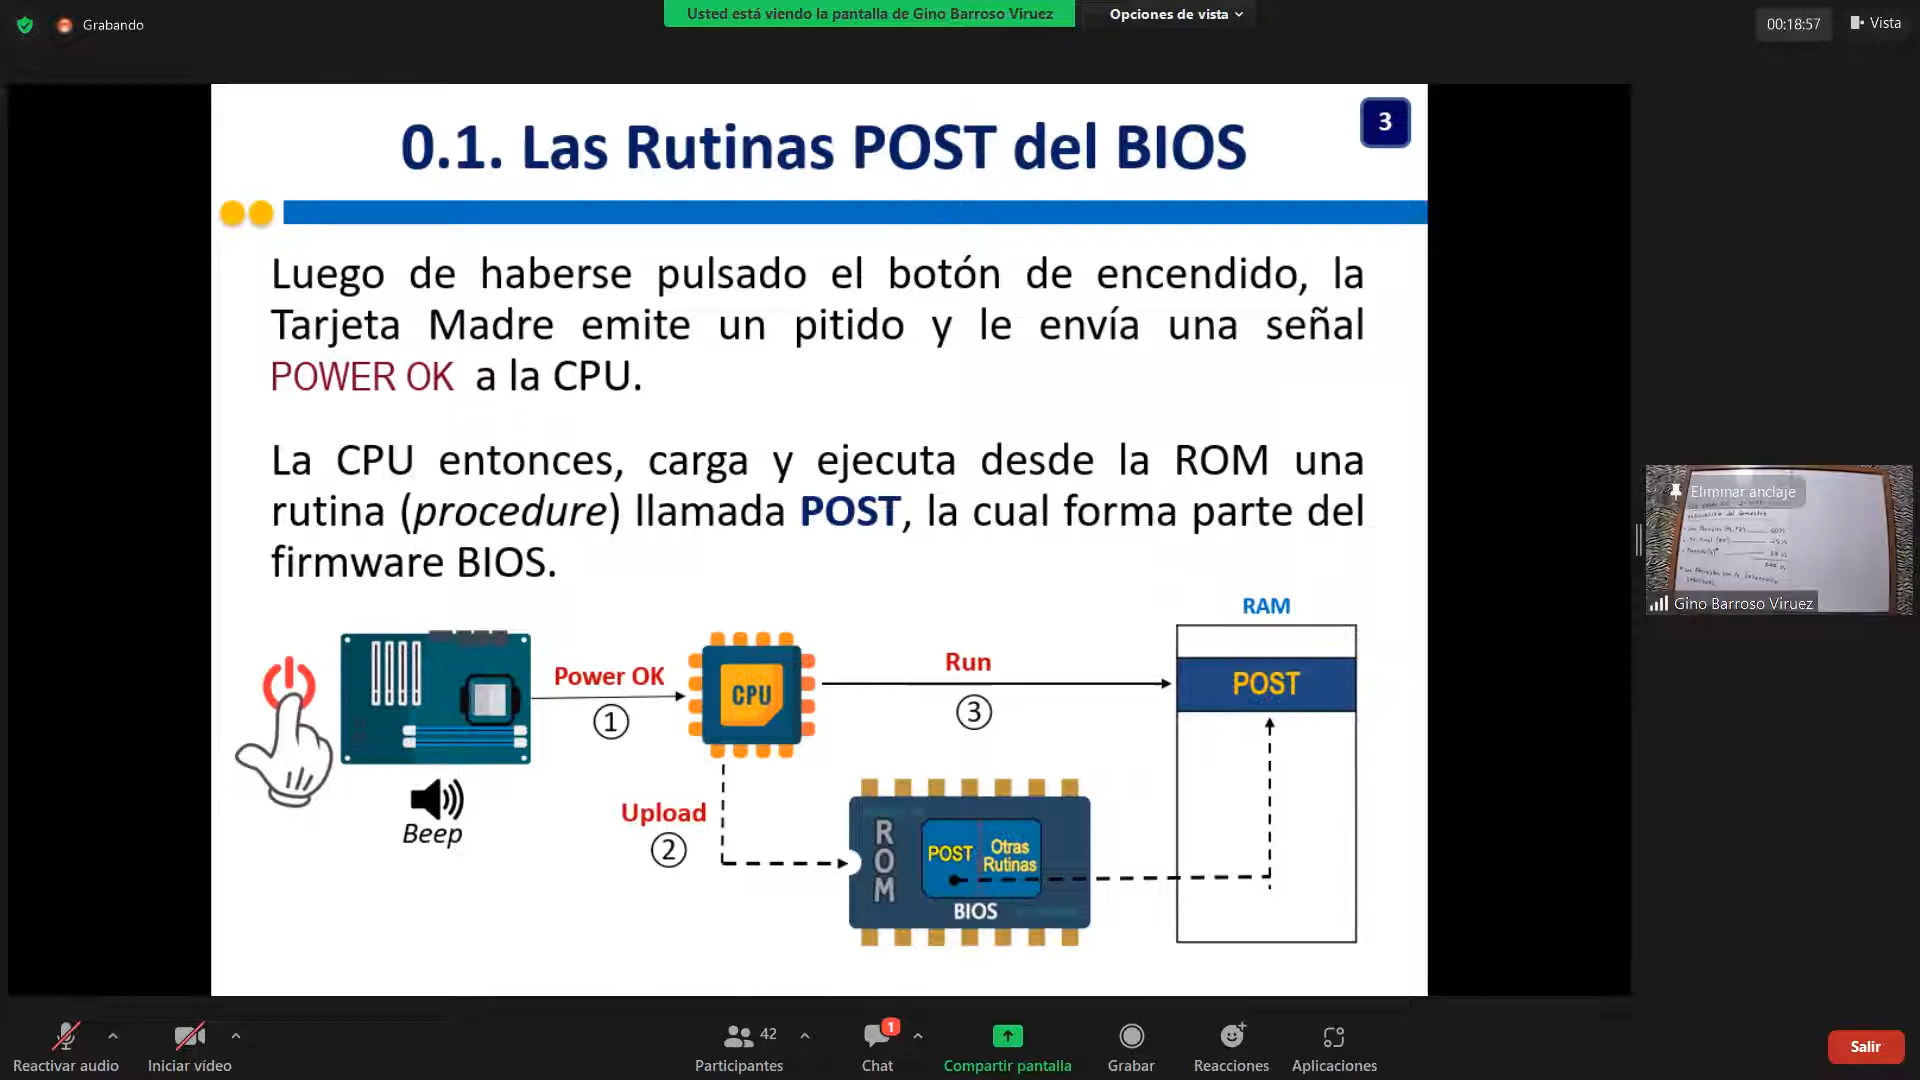 Grabando
Usted está viendo la pantalla de Gino Barroso Viruez
Opciones de vista
00:18:57
Vista
0.1. Las Rutinas POST del BIOS
3
Luego de haberse pulsado el botón de encendido, la
Tarjeta Madre emite un pitido y le envía una señal
POWER OK a la CPU.
La CPU entonces, carga y ejecuta desde la ROM una
rutina (procedure) llamada POST, la cual forma parte del
firmware BIOS.
RAM
Power OK
1
CPU
Run
3
POST
Beep
Upload
2
ROM
POST
Otras
Rutinas
BIOS
Eliminar anclaje
Gino Barroso Viruez
Reactivar audio
Iniciar vídeo
42
Participantes
1
Chat
Compartir pantalla
Grabar
Reacciones
Aplicaciones
Salir